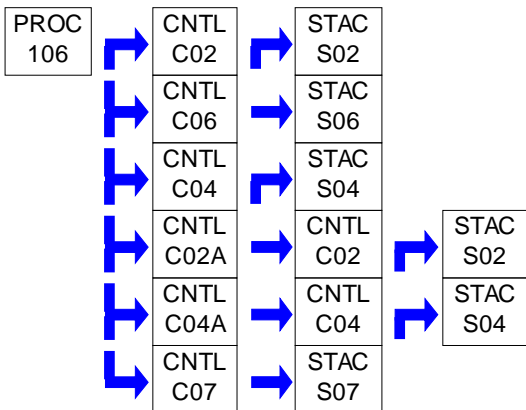 PROC
106
CNTL
C02
STAC
S02
CNTL
C06
STAC
S06
CNTL
C04
STAC
S04
CNTL
C02A
CNTL
C02
STAC
S02
CNTL
C04A
CNTL
C04
STAC
S04
CNTL
C07
STAC
S07